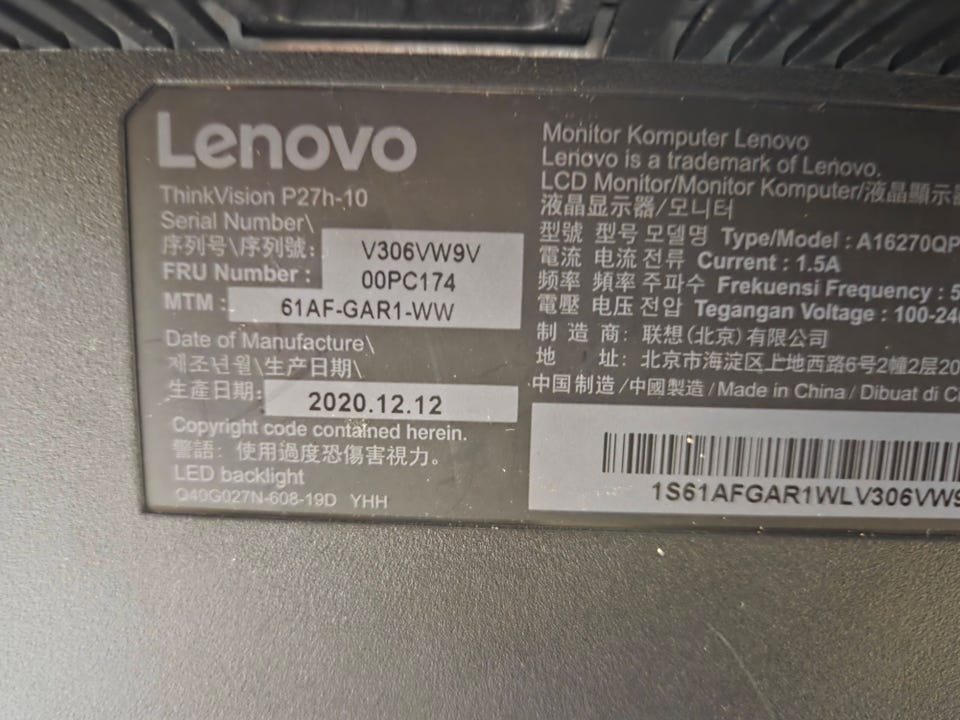 Lenovo
ThinkVision P27h-10
Serial Number\
序列号\序列號: V306VW9V
FRU Number : 00PC174
MTM : 61AF-GAR1-WW
Date of Manufacture\
제조년월\生产日期\
生產日期: 2020.12.12
Copyright code contained herein.
警語: 使用過度恐傷害視力。
LED backlight
Q40G027N-608-19D YHH
Monitor Komputer Lenovo
Lenovo is a trademark of Lenovo.
LCD Monitor/Monitor Komputer/液晶顯示器
液晶显示器/모니터
型號 型号 모델명 Type/Model : A16270QP
電流 电流 전류 Current : 1.5A
频率 頻率 주파수 Frekuensi Frequency : 5
電壓 电压 전압 Tegangan Voltage : 100-24
制 造 商: 联想(北京)有限公司
地 址: 北京市海淀区上地西路6号2幢2层20
中国制造/中國製造/Made in China/Dibuat di Ci
1S61AFGAR1WLV306VW9